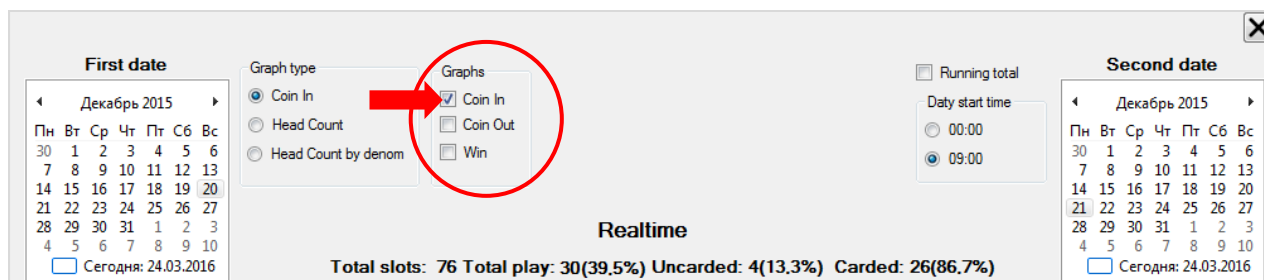 First date
Декабрь 2015
Пн Вт Ср Чт Пт Сб Вс
30 1 2 3 4 5 6
7 8 9 10 11 12 13
14 15 16 17 18 19 20
21 22 23 24 25 26 27
28 29 30 31 1 2 3
4 5 6 7 8 9 10
Сегодня: 24.03.2016
Graph type
Coin In
Head Count
Head Count by denom
Graphs
Coin In
Coin Out
Win
Running total
Daty start time
00:00
09:00
Second date
Декабрь 2015
Пн Вт Ср Чт Пт Сб Вс
30 1 2 3 4 5 6
7 8 9 10 11 12 13
14 15 16 17 18 19 20
21 22 23 24 25 26 27
28 29 30 31 1 2 3
4 5 6 7 8 9 10
Сегодня: 24.03.2016
Realtime
Total slots: 76 Total play: 30(39,5%) Uncarded: 4(13,3%) Carded: 26(86,7%)